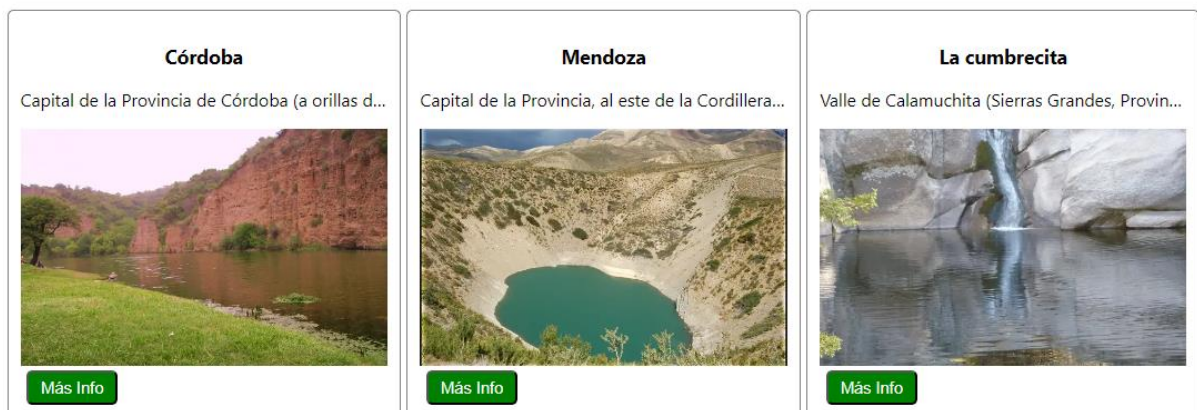 Córdoba
Capital de la Provincia de Córdoba (a orillas d...
Más Info
Mendoza
Capital de la Provincia, al este de la Cordillera...
Más Info
La cumbrecita
Valle de Calamuchita (Sierras Grandes, Provin...
Más Info